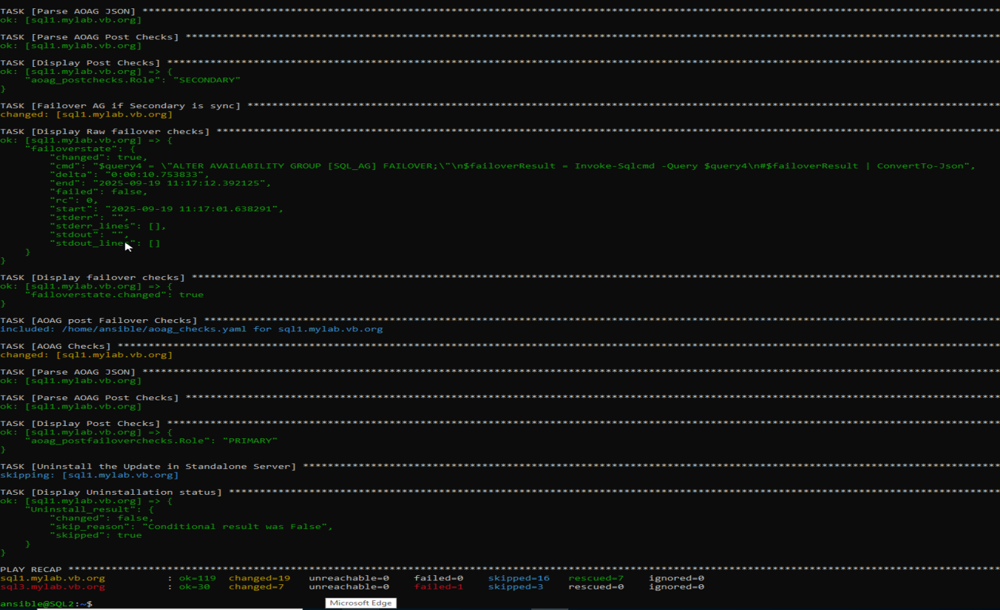 TASK [Parse AOAG JSON] ********************************************************************************************************************************************
ok: [sql1.mylab.vb.org]
TASK [Parse AOAG Post Checks] *************************************************************************************************************************************
ok: [sql1.mylab.vb.org]
TASK [Display Post Checks] ****************************************************************************************************************************************
ok: [sql1.mylab.vb.org] => {
    "aoag_postchecks.Role": "SECONDARY"
}
TASK [Failover AG if Secondary is sync] ***************************************************************************************************************************
changed: [sql1.mylab.vb.org]
TASK [Display Raw failover checks] ********************************************************************************************************************************
ok: [sql1.mylab.vb.org] => {
    "failoverstate": {
        "changed": true,
        "cmd": "$query4 = \"ALTER AVAILABILITY GROUP [SQL_AG] FAILOVER;\"\n$failoverResult = Invoke-Sqlcmd -Query $query4\n#$failoverResult | ConvertTo-Json",
        "delta": "0:00:10.753833",
        "end": "2025-09-19 11:17:12.392125",
        "failed": false,
        "rc": 0,
        "start": "2025-09-19 11:17:01.638291",
        "stderr": "",
        "stderr_lines": [],
        "stdout": "",
        "stdout_lines": []
    }
}
TASK [Display failover checks] ************************************************************************************************************************************
ok: [sql1.mylab.vb.org] => {
    "failoverstate.changed": true
}
TASK [AOAG post Failover Checks] **********************************************************************************************************************************
included: /home/ansible/aoag_checks.yaml for sql1.mylab.vb.org
TASK [AOAG Checks] ************************************************************************************************************************************************
changed: [sql1.mylab.vb.org]
TASK [Parse AOAG JSON] ********************************************************************************************************************************************
ok: [sql1.mylab.vb.org]
TASK [Parse AOAG Post Checks] *************************************************************************************************************************************
ok: [sql1.mylab.vb.org]
TASK [Display Post Checks] ****************************************************************************************************************************************
ok: [sql1.mylab.vb.org] => {
    "aoag_postfailoverchecks.Role": "PRIMARY"
}
TASK [Uninstall the Update in Standalone Server] ******************************************************************************************************************
skipping: [sql1.mylab.vb.org]
TASK [Display Uninstallation status] ******************************************************************************************************************************
ok: [sql1.mylab.vb.org] => {
    "Uninstall_result": {
        "changed": false,
        "skip_reason": "Conditional result was False",
        "skipped": true
    }
}
PLAY RECAP ********************************************************************************************************************************************************
sql1.mylab.vb.org          : ok=119  changed=19   unreachable=0    failed=0    skipped=16   rescued=7    ignored=0
sql3.mylab.vb.org          : ok=30   changed=7    unreachable=0    failed=1    skipped=3    rescued=0    ignored=0
ansible@SQL2:~$
Microsoft Edge